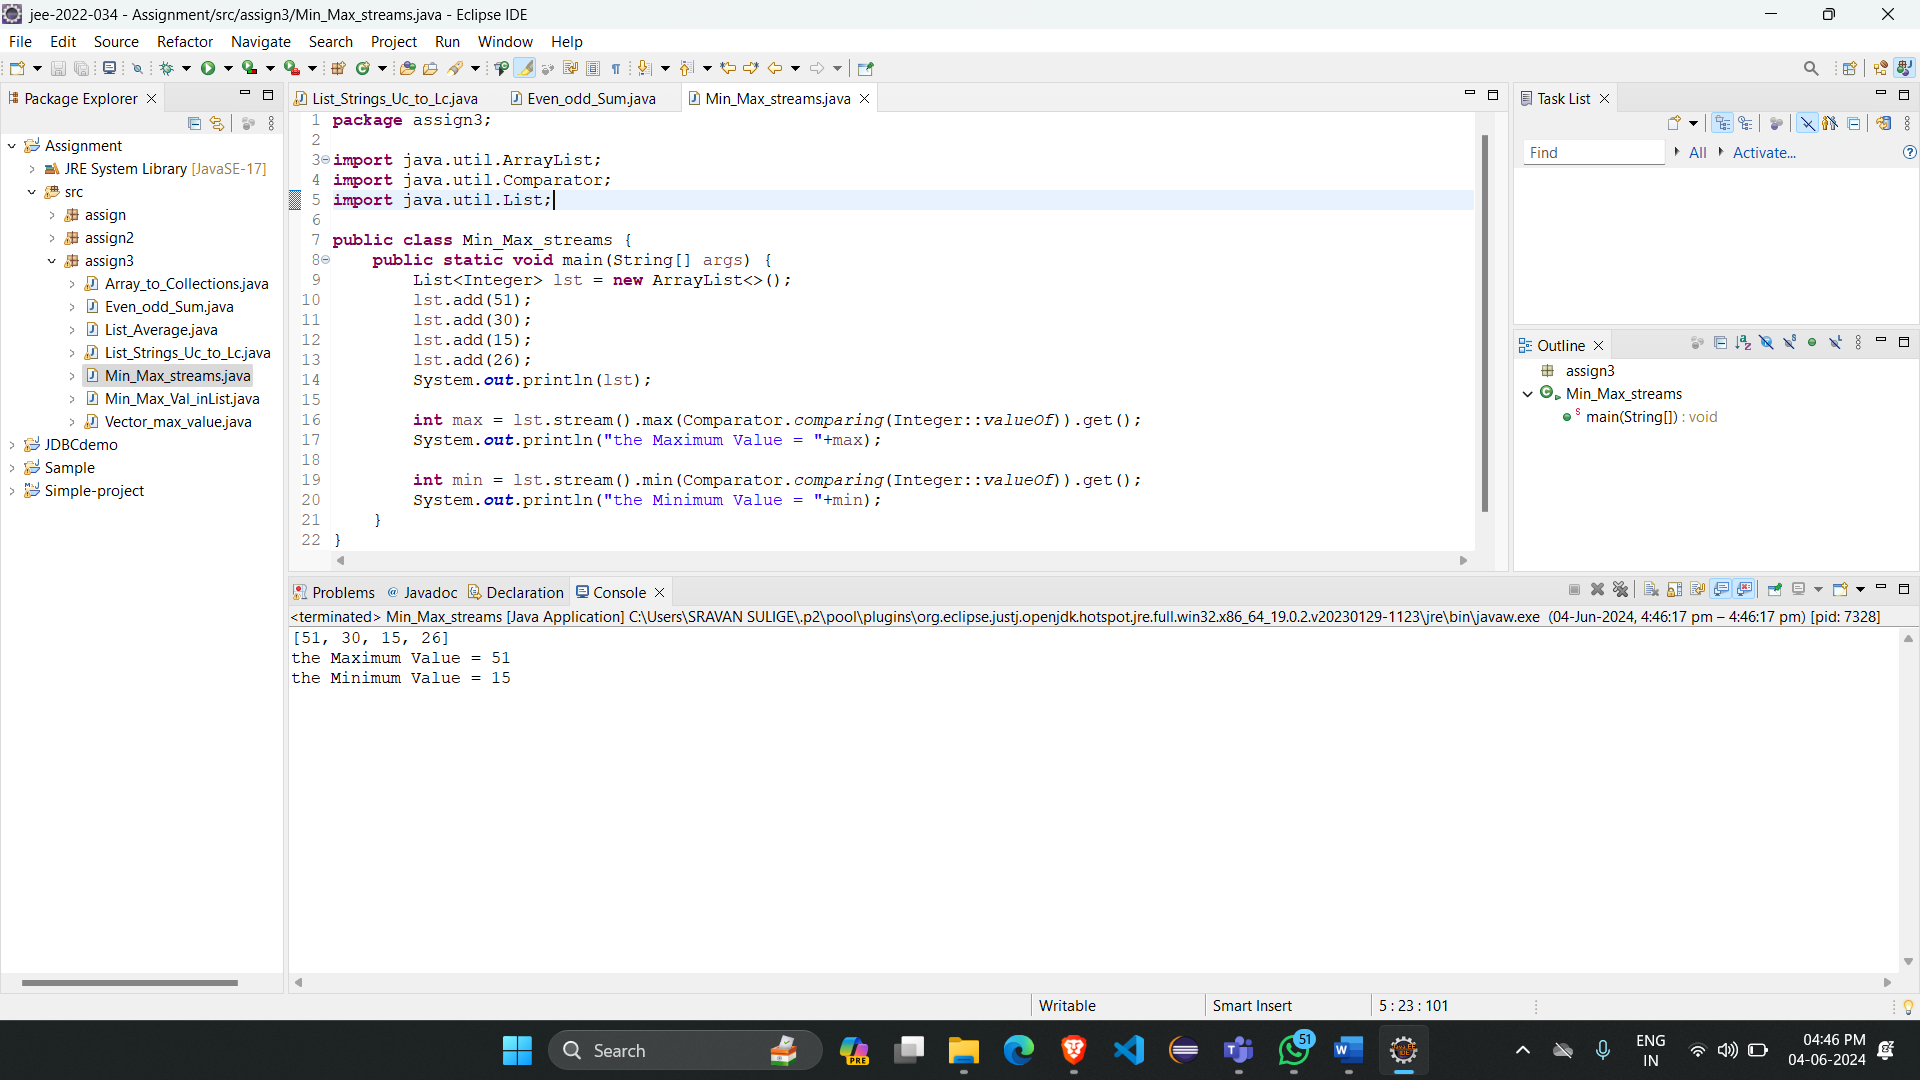 jee-2022-034 - Assignment/src/assign3/Min_Max_streams.java - Eclipse IDE
File Edit Source Refactor Navigate Search Project Run Window Help
Package Explorer
Assignment
JRE System Library [JavaSE-17]
src
assign
assign2
assign3
Array_to_Collections.java
Even_odd_Sum.java
List_Average.java
List_Strings_Uc_to_Lc.java
Min_Max_streams.java
Min_Max_Val_inList.java
Vector_max_value.java
JDBCdemo
Sample
Simple-project
List_Strings_Uc_to_Lc.java Even_odd_Sum.java Min_Max_streams.java
1 package assign3;
2
3 import java.util.ArrayList;
4 import java.util.Comparator;
5 import java.util.List;
6
7 public class Min_Max_streams {
8     public static void main(String[] args) {
9         List<Integer> lst = new ArrayList<>();
10         lst.add(51);
11         lst.add(30);
12         lst.add(15);
13         lst.add(26);
14         System.out.println(lst);
15
16         int max = lst.stream().max(Comparator.comparing(Integer::valueOf)).get();
17         System.out.println("the Maximum Value = "+max);
18
19         int min = lst.stream().min(Comparator.comparing(Integer::valueOf)).get();
20         System.out.println("the Minimum Value = "+min);
21     }
22 }
Task List
Find All Activate...
Outline
assign3
Min_Max_streams
main(String[]) : void
Problems Javadoc Declaration Console
<terminated> Min_Max_streams [Java Application] C:\Users\SRAVAN SULIGE\.p2\pool\plugins\org.eclipse.justj.openjdk.hotspot.jre.full.win32.x86_64_19.0.2.v20230129-1123\jre\bin\javaw.exe (04-Jun-2024, 4:46:17 pm – 4:46:17 pm) [pid: 7328]
[51, 30, 15, 26]
the Maximum Value = 51
the Minimum Value = 15
Writable Smart Insert 5 : 23 : 101
Search
PRE
51
ENG
IN
04:46 PM
04-06-2024